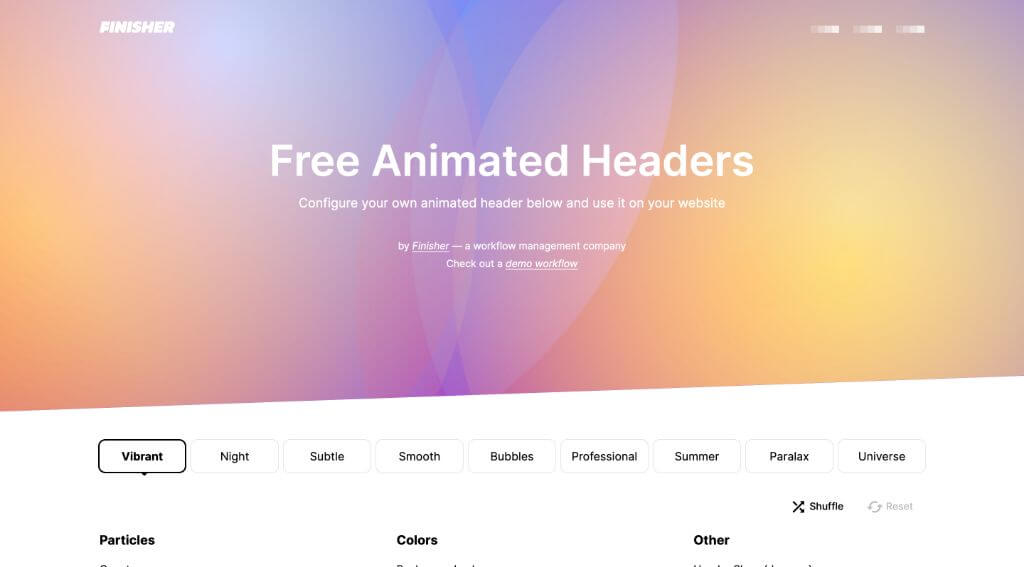 FINISHER
Free Animated Headers
Configure your own animated header below and use it on your website
by Finisher — a workflow management company
Check out a demo workflow
Vibrant
Night
Subtle
Smooth
Bubbles
Professional
Summer
Paralax
Universe
Shuffle
Reset
Particles
Colors
Other